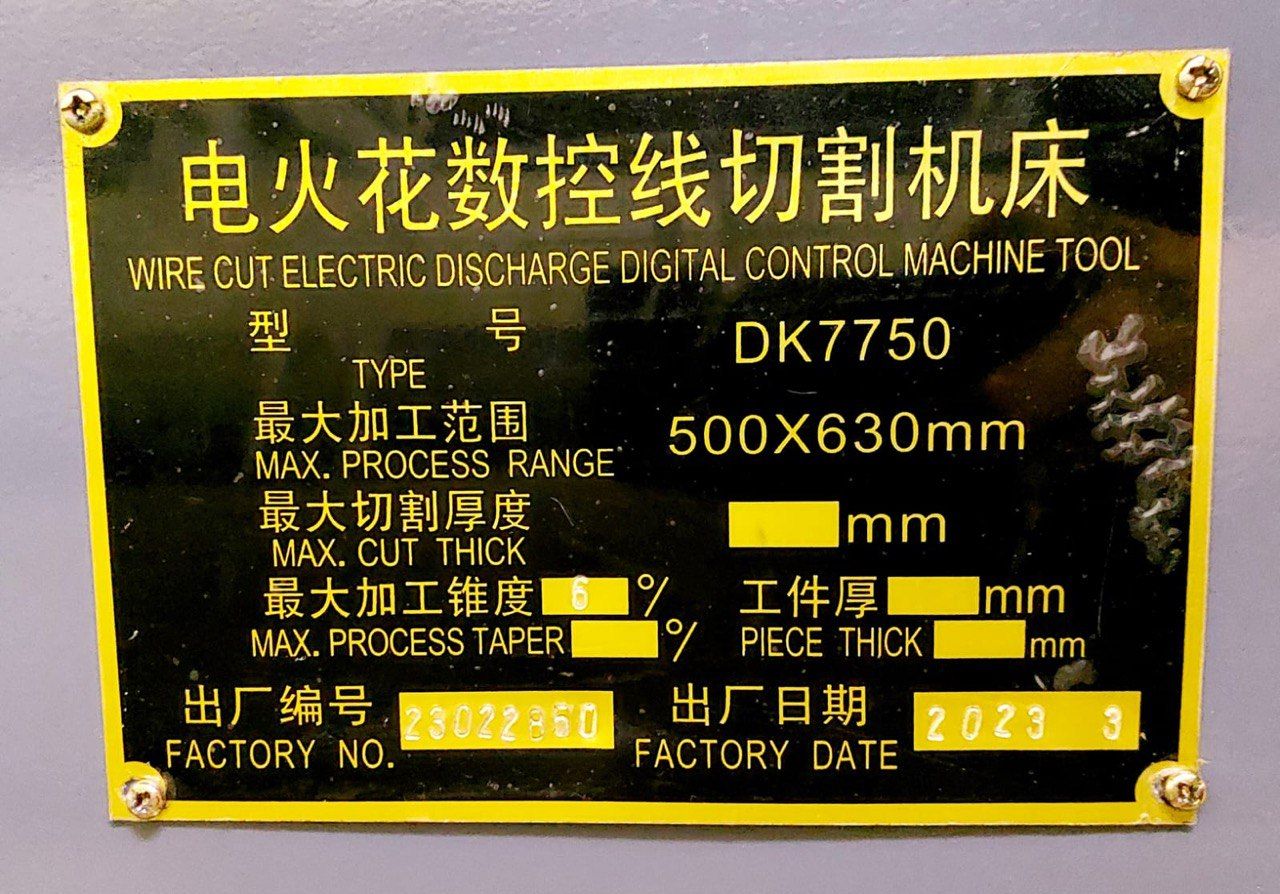 电火花数控线切割机床
WIRE CUT ELECTRIC DISCHARGE DIGITAL CONTROL MACHINE TOOL
型 号 DK7750
TYPE
最大加工范围 500X630mm
MAX. PROCESS RANGE
最大切割厚度 mm
MAX. CUT THICK
最大加工锥度 6 °/ 工件厚 mm
MAX. PROCESS TAPER °/ PIECE THICK mm
出厂编号 23022850 出厂日期 2023 3
FACTORY NO. FACTORY DATE